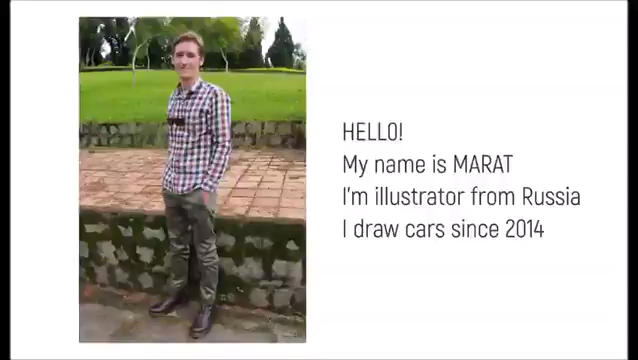 HELLO!
My name is MARAT
I'm illustrator from Russia
I draw cars since 2014